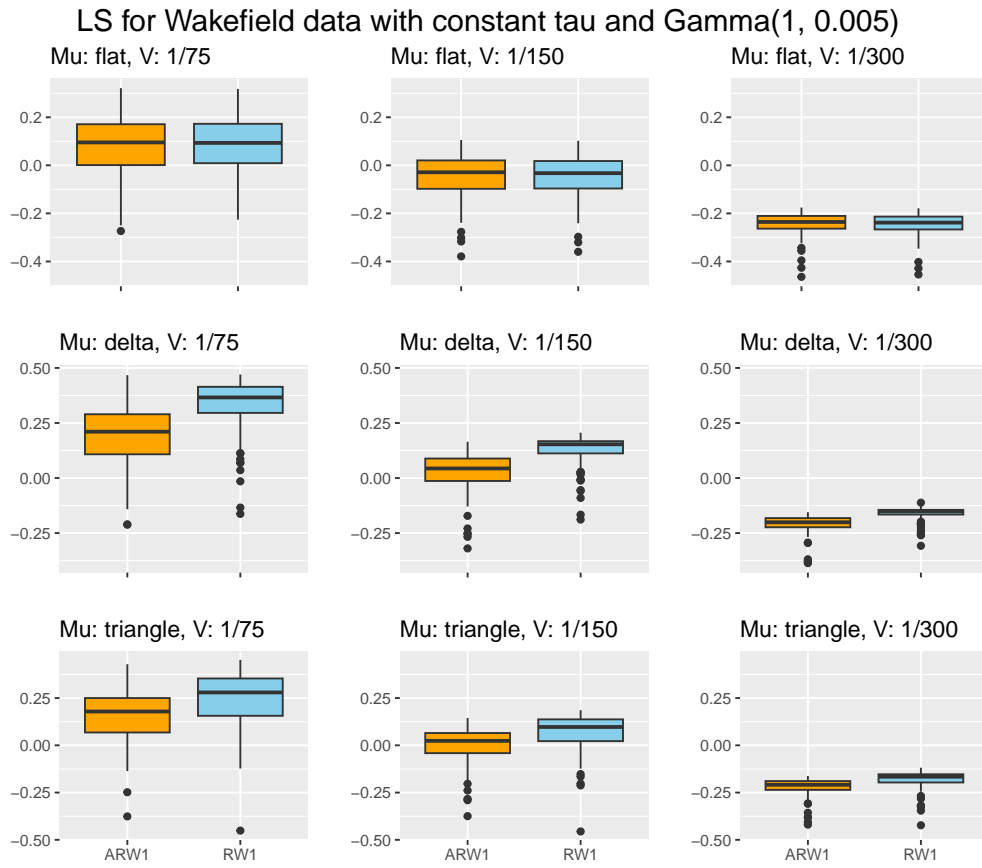 LS for Wakefield data with constant tau and Gamma(1, 0.005)
Mu: flat, V: 1/75
Mu: flat, V: 1/150
Mu: flat, V: 1/300
0.2
0.0
−0.2
−0.4
0.2
0.0
−0.2
−0.4
0.2
0.0
−0.2
−0.4
Mu: delta, V: 1/75
Mu: delta, V: 1/150
Mu: delta, V: 1/300
0.50
0.25
0.00
−0.25
0.50
0.25
0.00
−0.25
0.50
0.25
0.00
−0.25
Mu: triangle, V: 1/75
Mu: triangle, V: 1/150
Mu: triangle, V: 1/300
0.25
0.00
−0.25
−0.50
0.25
0.00
−0.25
−0.50
0.25
0.00
−0.25
−0.50
ARW1 RW1
ARW1 RW1
ARW1 RW1